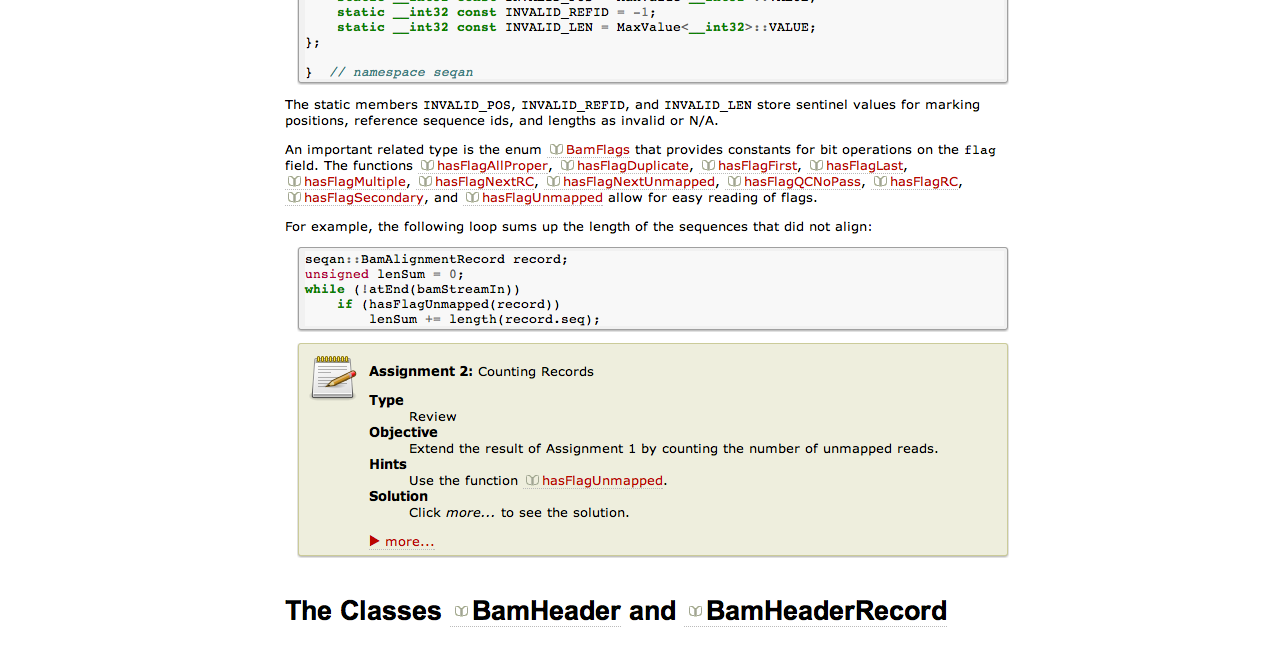 static __int32 const INVALID_REFID = -1;
static __int32 const INVALID_LEN = MaxValue<__int32>::VALUE;
};
} // namespace seqan
The static members INVALID_POS, INVALID_REFID, and INVALID_LEN store sentinel values for marking
positions, reference sequence ids, and lengths as invalid or N/A.
An important related type is the enum BamFlags that provides constants for bit operations on the flag
field. The functions hasFlagAllProper, hasFlagDuplicate, hasFlagFirst, hasFlagLast,
hasFlagMultiple, hasFlagNextRC, hasFlagNextUnmapped, hasFlagQCNoPass, hasFlagRC,
hasFlagSecondary, and hasFlagUnmapped allow for easy reading of flags.
For example, the following loop sums up the length of the sequences that did not align:
seqan::BamAlignmentRecord record;
unsigned lenSum = 0;
while (!atEnd(bamStreamIn))
if (hasFlagUnmapped(record))
lenSum += length(record.seq);
Assignment 2: Counting Records
Type
Review
Objective
Extend the result of Assignment 1 by counting the number of unmapped reads.
Hints
Use the function hasFlagUnmapped.
Solution
Click more... to see the solution.
more...
The Classes BamHeader and BamHeaderRecord